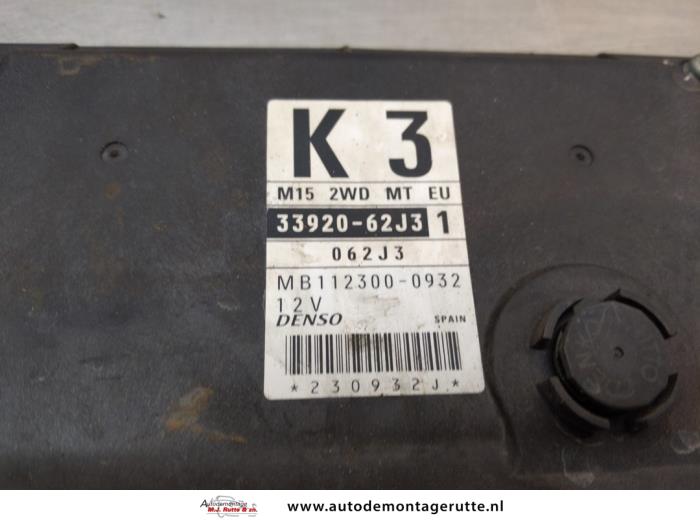 K 3
M15 2WD MT EU
33920-62J3 1
062J3
MB112300-0932
12V
DENSO SPAIN
*230932J.*
Autodemontage
M.J. Rutte & zn.
www.autodemontagerutte.nl